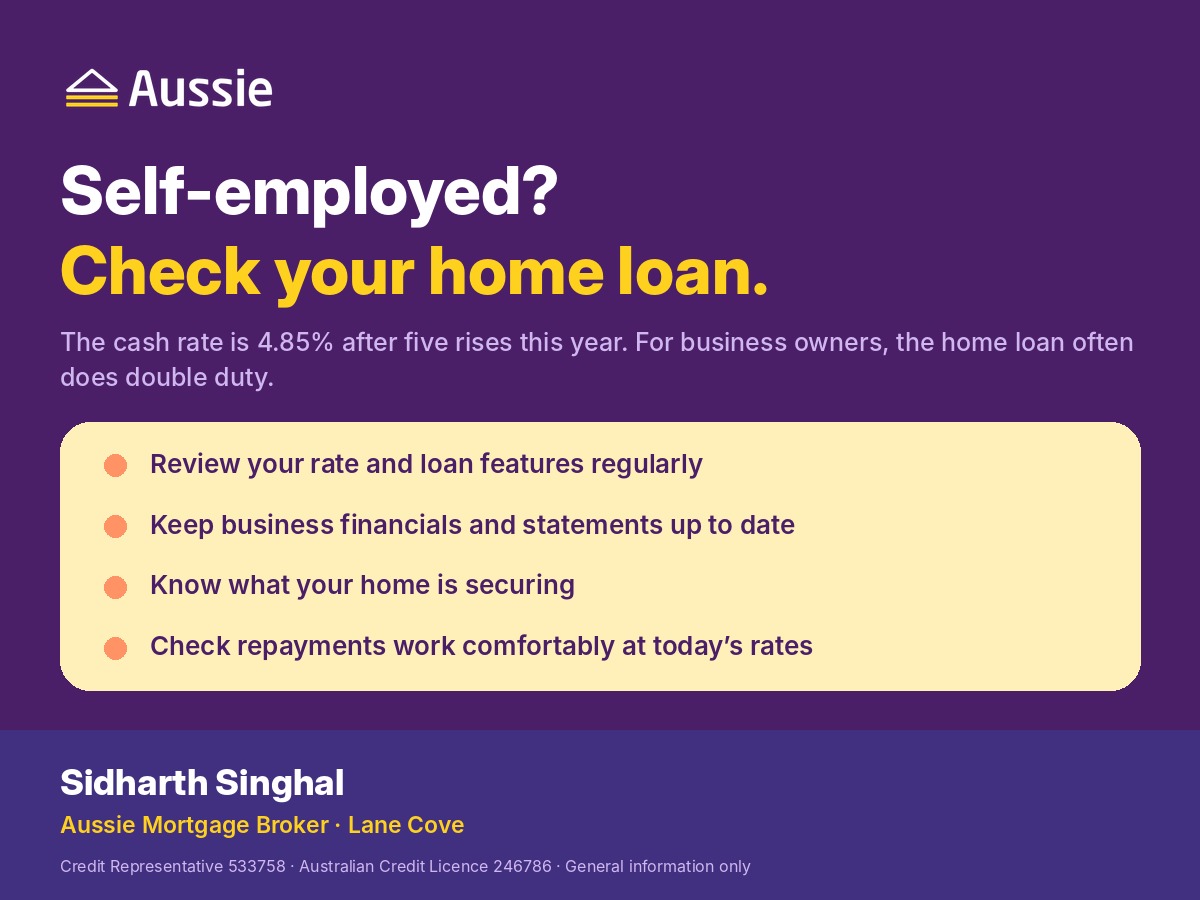 Aussie
Self-employed?
Check your home loan.
The cash rate is 4.85% after five rises this year. For business owners, the home loan often
does double duty.
Review your rate and loan features regularly
Keep business financials and statements up to date
Know what your home is securing
Check repayments work comfortably at today’s rates
Sidharth Singhal
Aussie Mortgage Broker · Lane Cove
Credit Representative 533758 · Australian Credit Licence 246786 · General information only